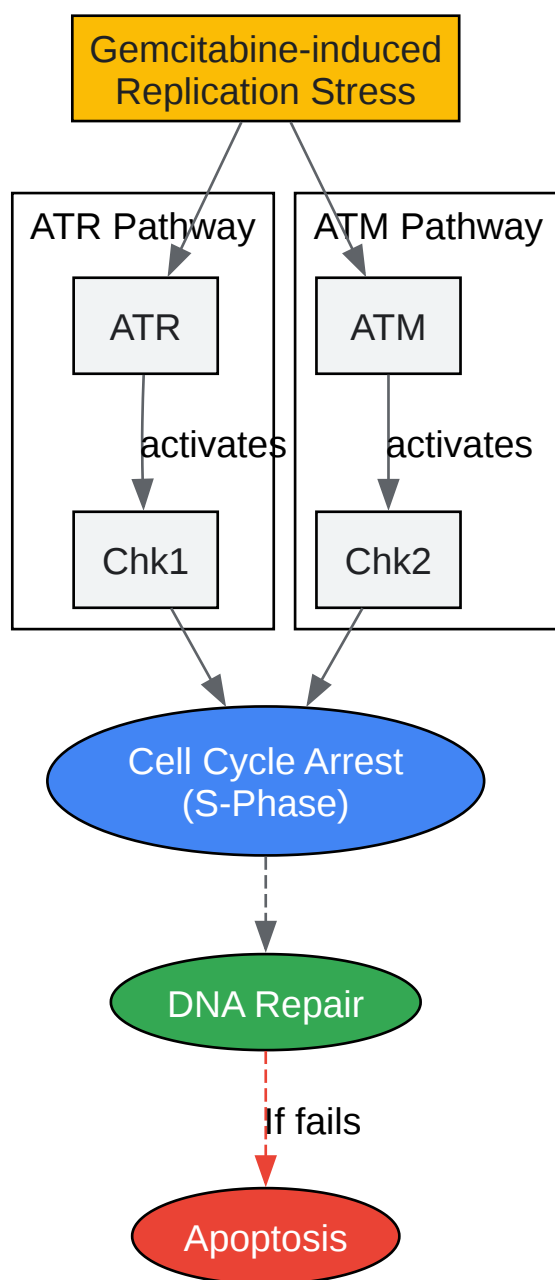 Gemcitabine-induced
Replication Stress
ATR Pathway
ATM Pathway
ATR
ATM
activates
activates
Chk1
Chk2
Cell Cycle Arrest
(S-Phase)
DNA Repair
If fails
Apoptosis